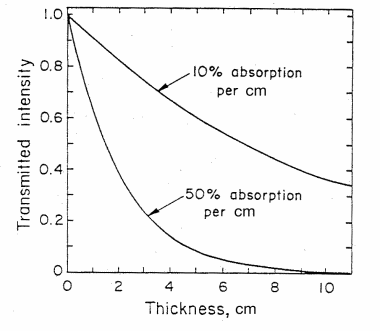 1.0
0.8
0.6
0.4
0.2
0
Transmitted intensity
10% absorption
per cm
50% absorption
per cm
0 2 4 6 8 10
Thickness, cm